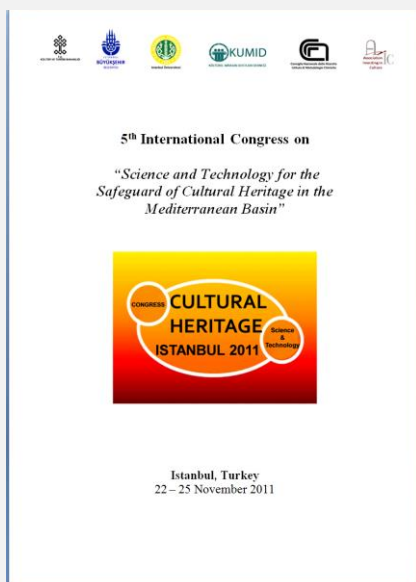 BÜYÜKŞEHİR
KUMID
5th International Congress on
“Science and Technology for the
Safeguard of Cultural Heritage in the
Mediterranean Basin”
CONGRESS
CULTURAL
HERITAGE
ISTANBUL 2011
Science
&
Technology
Istanbul, Turkey
22 – 25 November 2011